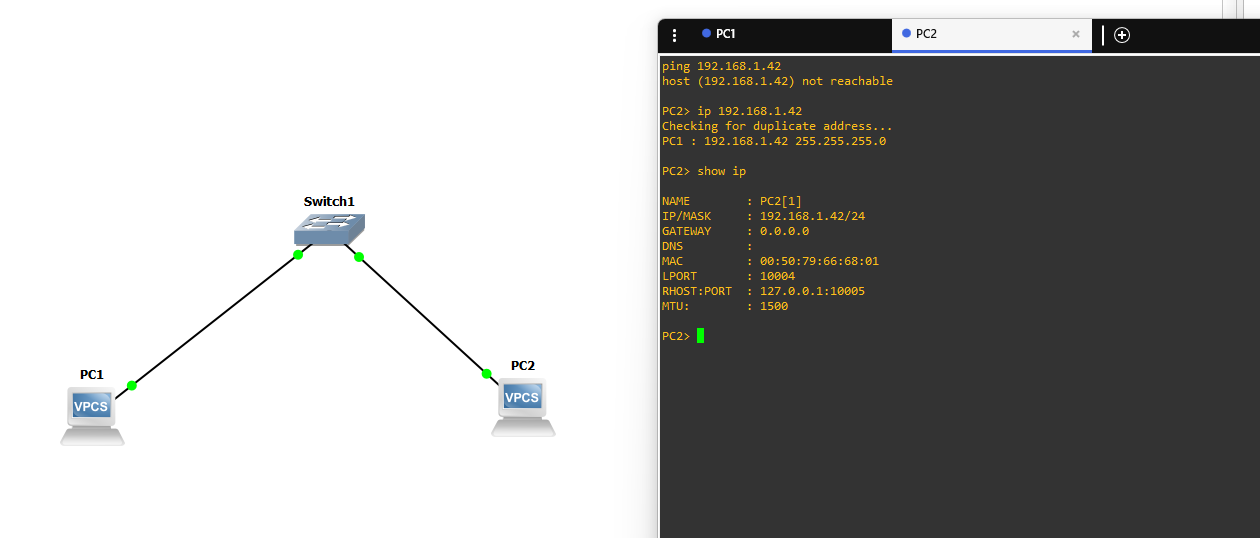 Switch1
PC1
VPCS
PC2
VPCS
PC1
PC2
ping 192.168.1.42
host (192.168.1.42) not reachable
PC2> ip 192.168.1.42
Checking for duplicate address...
PC1 : 192.168.1.42 255.255.255.0
PC2> show ip
NAME        : PC2[1]
IP/MASK     : 192.168.1.42/24
GATEWAY     : 0.0.0.0
DNS         :
MAC         : 00:50:79:66:68:01
LPORT       : 10004
RHOST:PORT  : 127.0.0.1:10005
MTU:        : 1500
PC2>